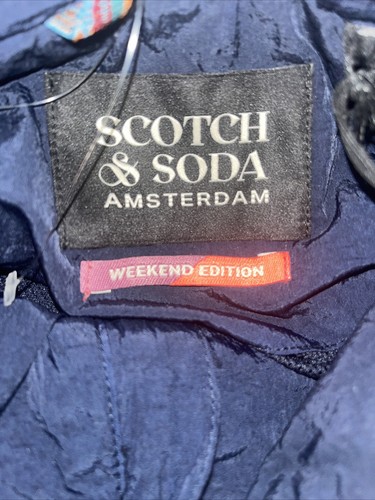 SCOTCH
& SODA
AMSTERDAM
WEEKEND EDITION